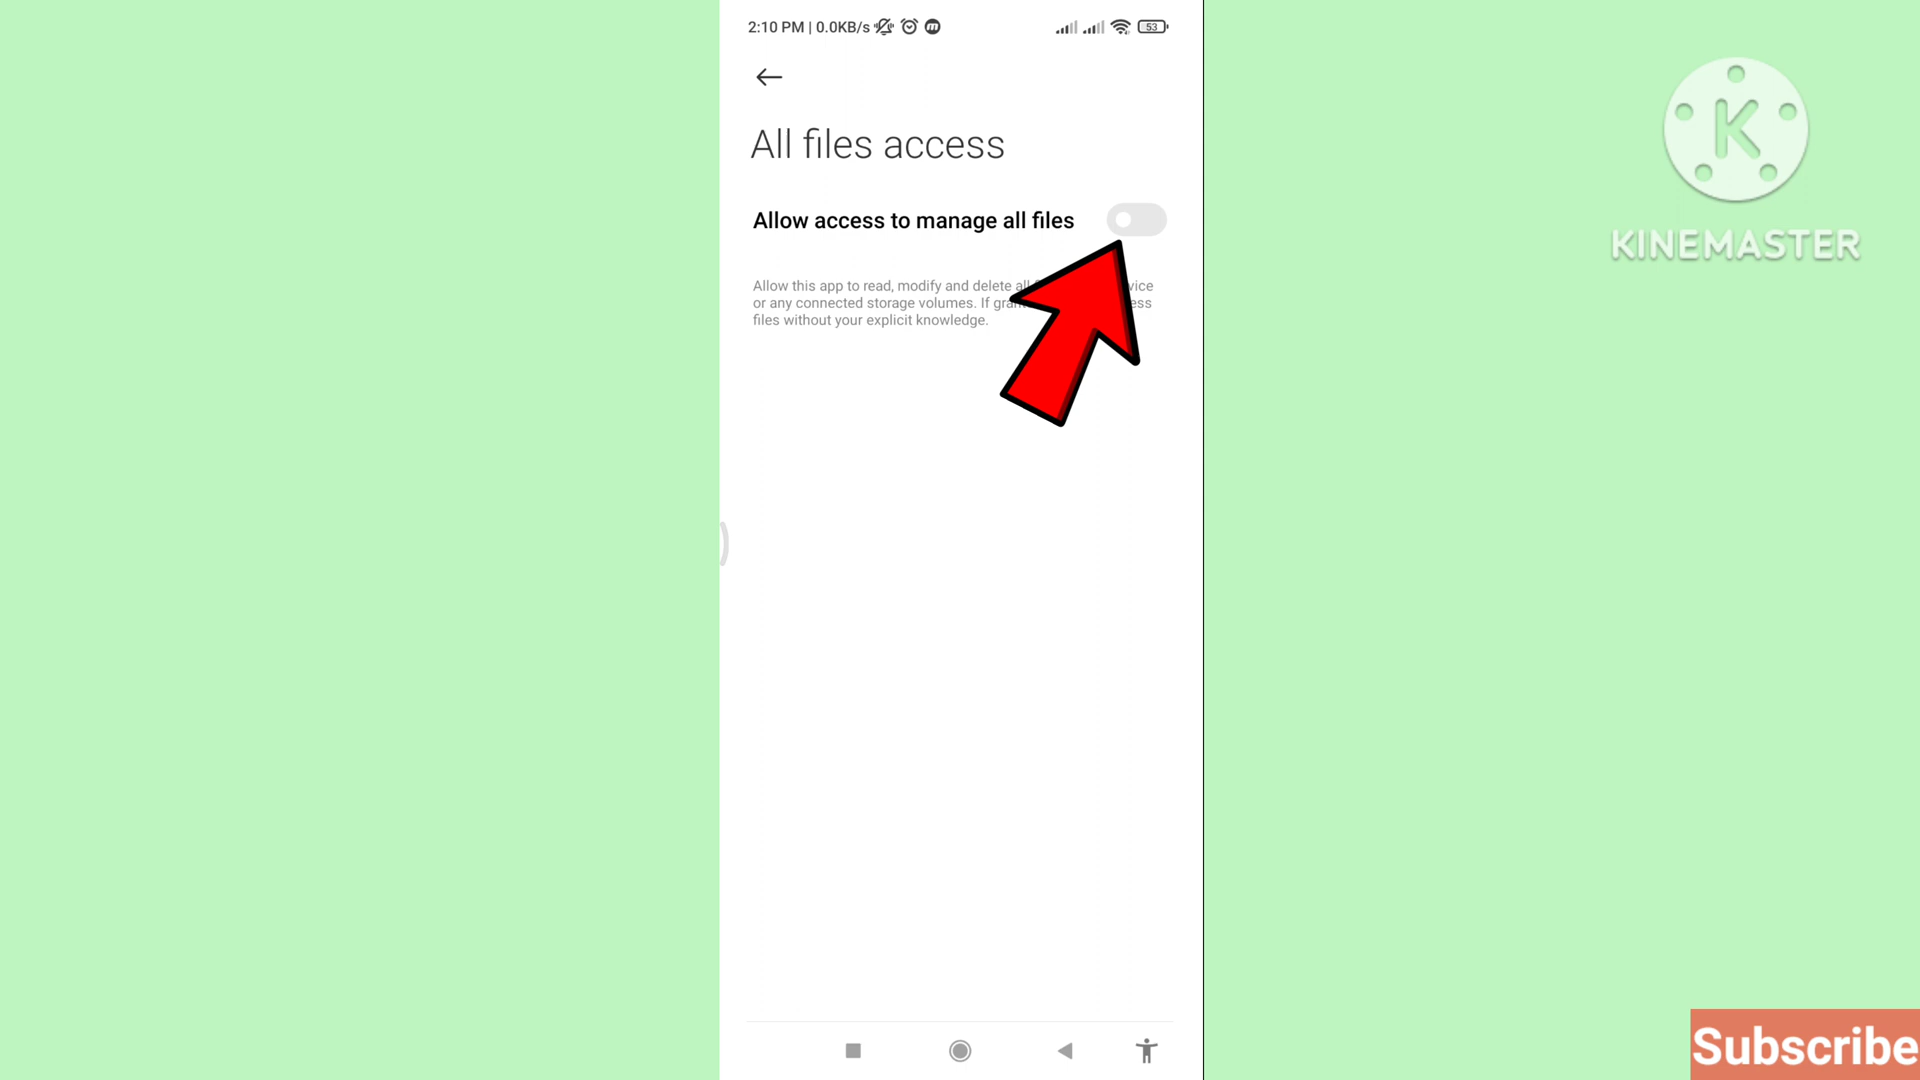 2:10 PM | 0.0KB/s
53
All files access
Allow access to manage all files
Allow this app to read, modify and delete all vice
or any connected storage volumes. If gran ess
files without your explicit knowledge.
K
KINEMASTER
Subscribe